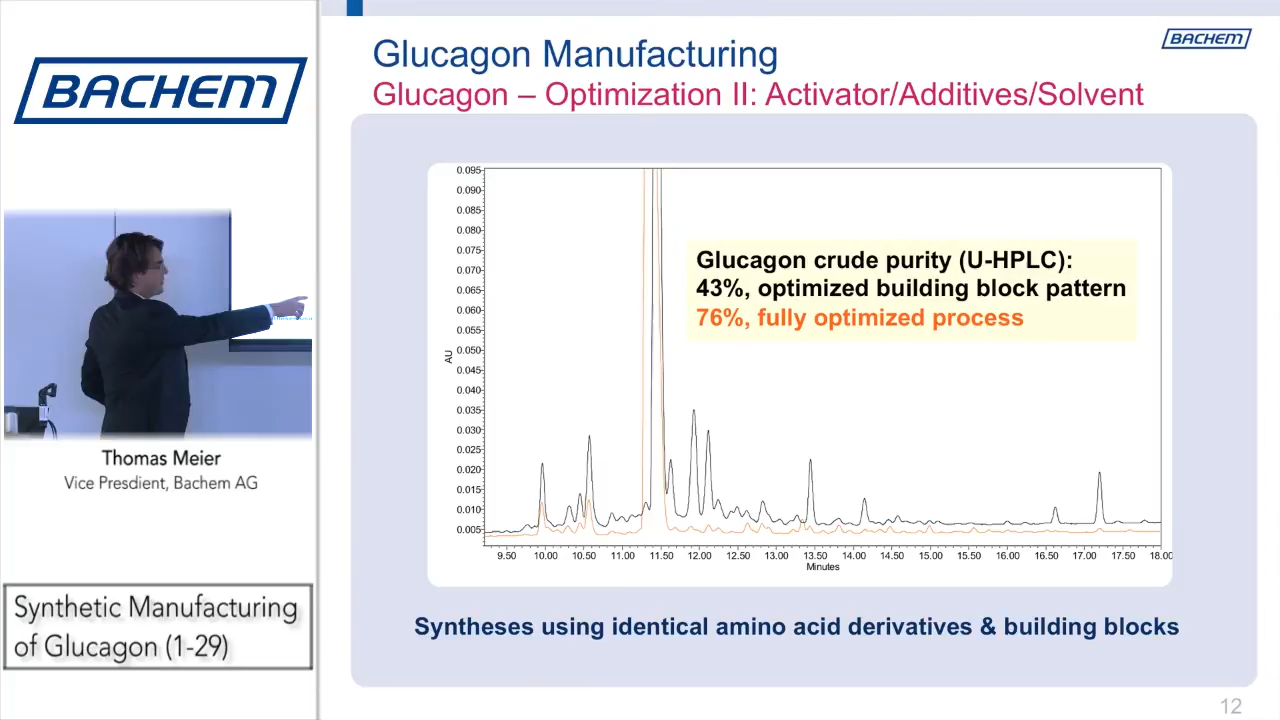 BACHEM
Thomas Meier
Vice Presdient, Bachem AG
Synthetic Manufacturing
of Glucagon (1-29)
BACHEM
Glucagon Manufacturing
Glucagon – Optimization II: Activator/Additives/Solvent
0.095
0.090
0.085
0.080
0.075
0.070
0.065
0.060
0.055
0.050
0.045
0.040
0.035
0.030
0.025
0.020
0.015
0.010
0.005
AU
Glucagon crude purity (U-HPLC):
43%, optimized building block pattern
76%, fully optimized process
9.50 10.00 10.50 11.00 11.50 12.00 12.50 13.00 13.50 14.00 14.50 15.00 15.50 16.00 16.50 17.00 17.50 18.00
Minutes
Syntheses using identical amino acid derivatives & building blocks
12